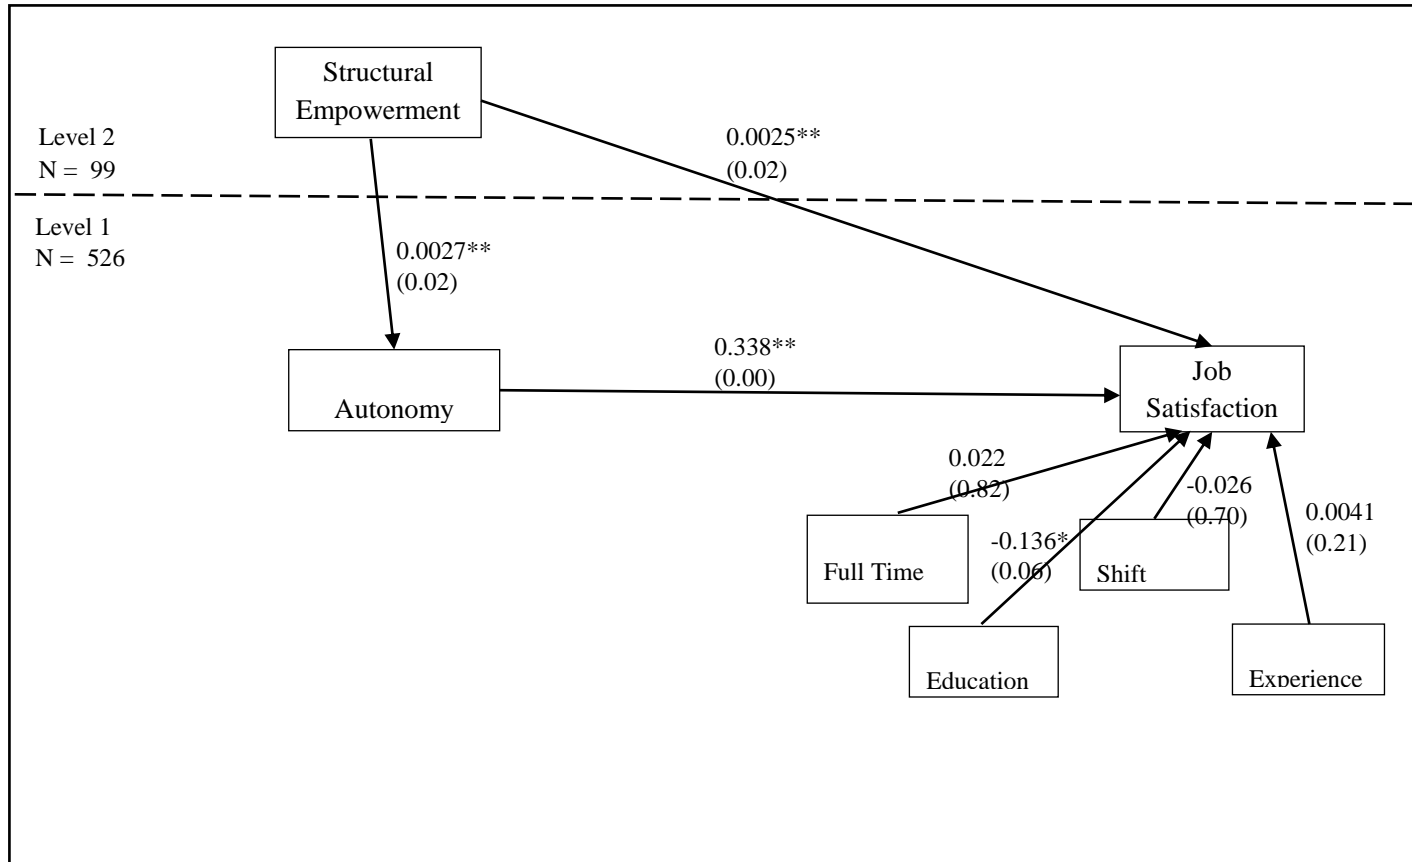 Structural
Empowerment
Level 2
N = 99
0.0025**
(0.02)
Level 1
N = 526
0.0027**
(0.02)
Autonomy
0.338**
(0.00)
Job
Satisfaction
0.022
(0.82)
-0.136*
(0.06)
-0.026
(0.70)
0.0041
(0.21)
Full Time
Shift
Education
Experience